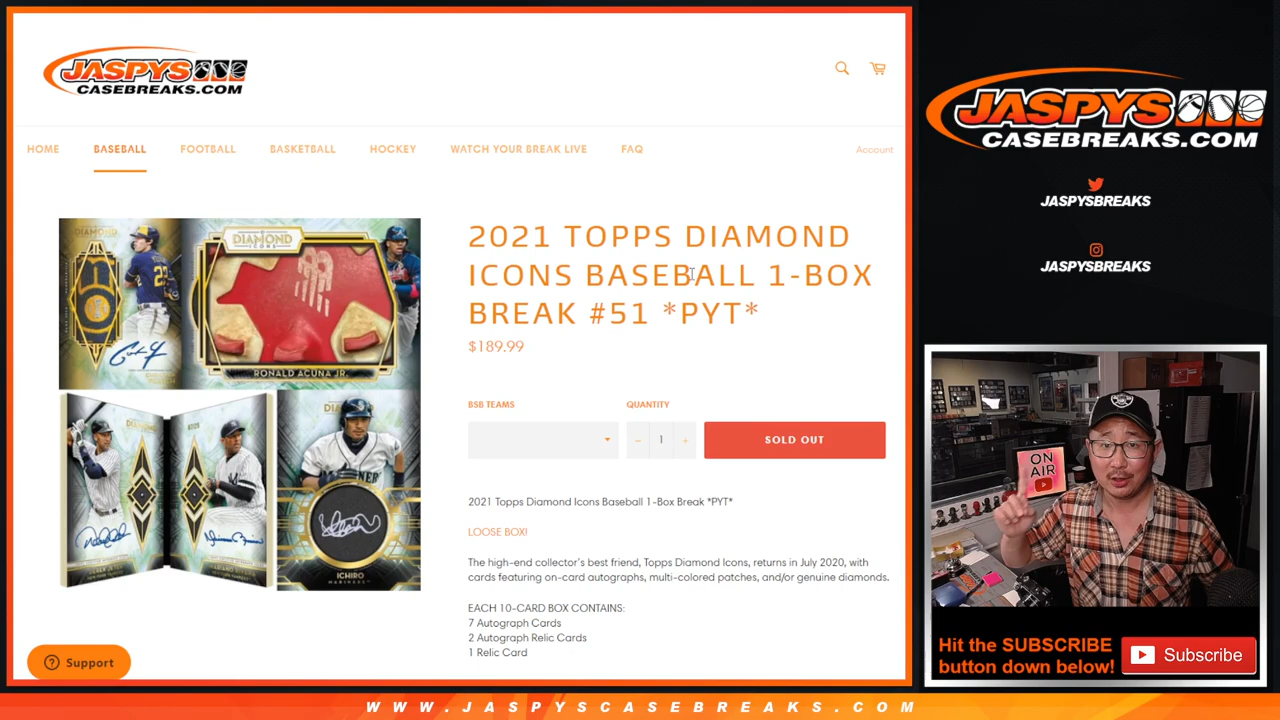 JASPYS
CASEBREAKS.COM
HOME
BASEBALL
FOOTBALL
BASKETBALL
HOCKEY
WATCH YOUR BREAK LIVE
FAQ
Account
DIAMOND
RONALD ACUNA JR.
ICHIRO
MARINERS
2021 TOPPS DIAMOND
ICONS BASEBALL 1-BOX
BREAK #51 *PYT*
$189.99
BSB TEAMS
QUANTITY
− 1 +
SOLD OUT
2021 Topps Diamond Icons Baseball 1-Box Break *PYT*
LOOSE BOX!
The high-end collector's best friend, Topps Diamond Icons, returns in July 2020, with
cards featuring on-card autographs, multi-colored patches, and/or genuine diamonds.
EACH 10-CARD BOX CONTAINS:
7 Autograph Cards
2 Autograph Relic Cards
1 Relic Card
? Support
JASPYS
CASEBREAKS.COM
JASPYSBREAKS
JASPYSBREAKS
ON
AIR
Hit the SUBSCRIBE
button down below!
Subscribe
WWW.JASPYSCASEBREAKS.COM